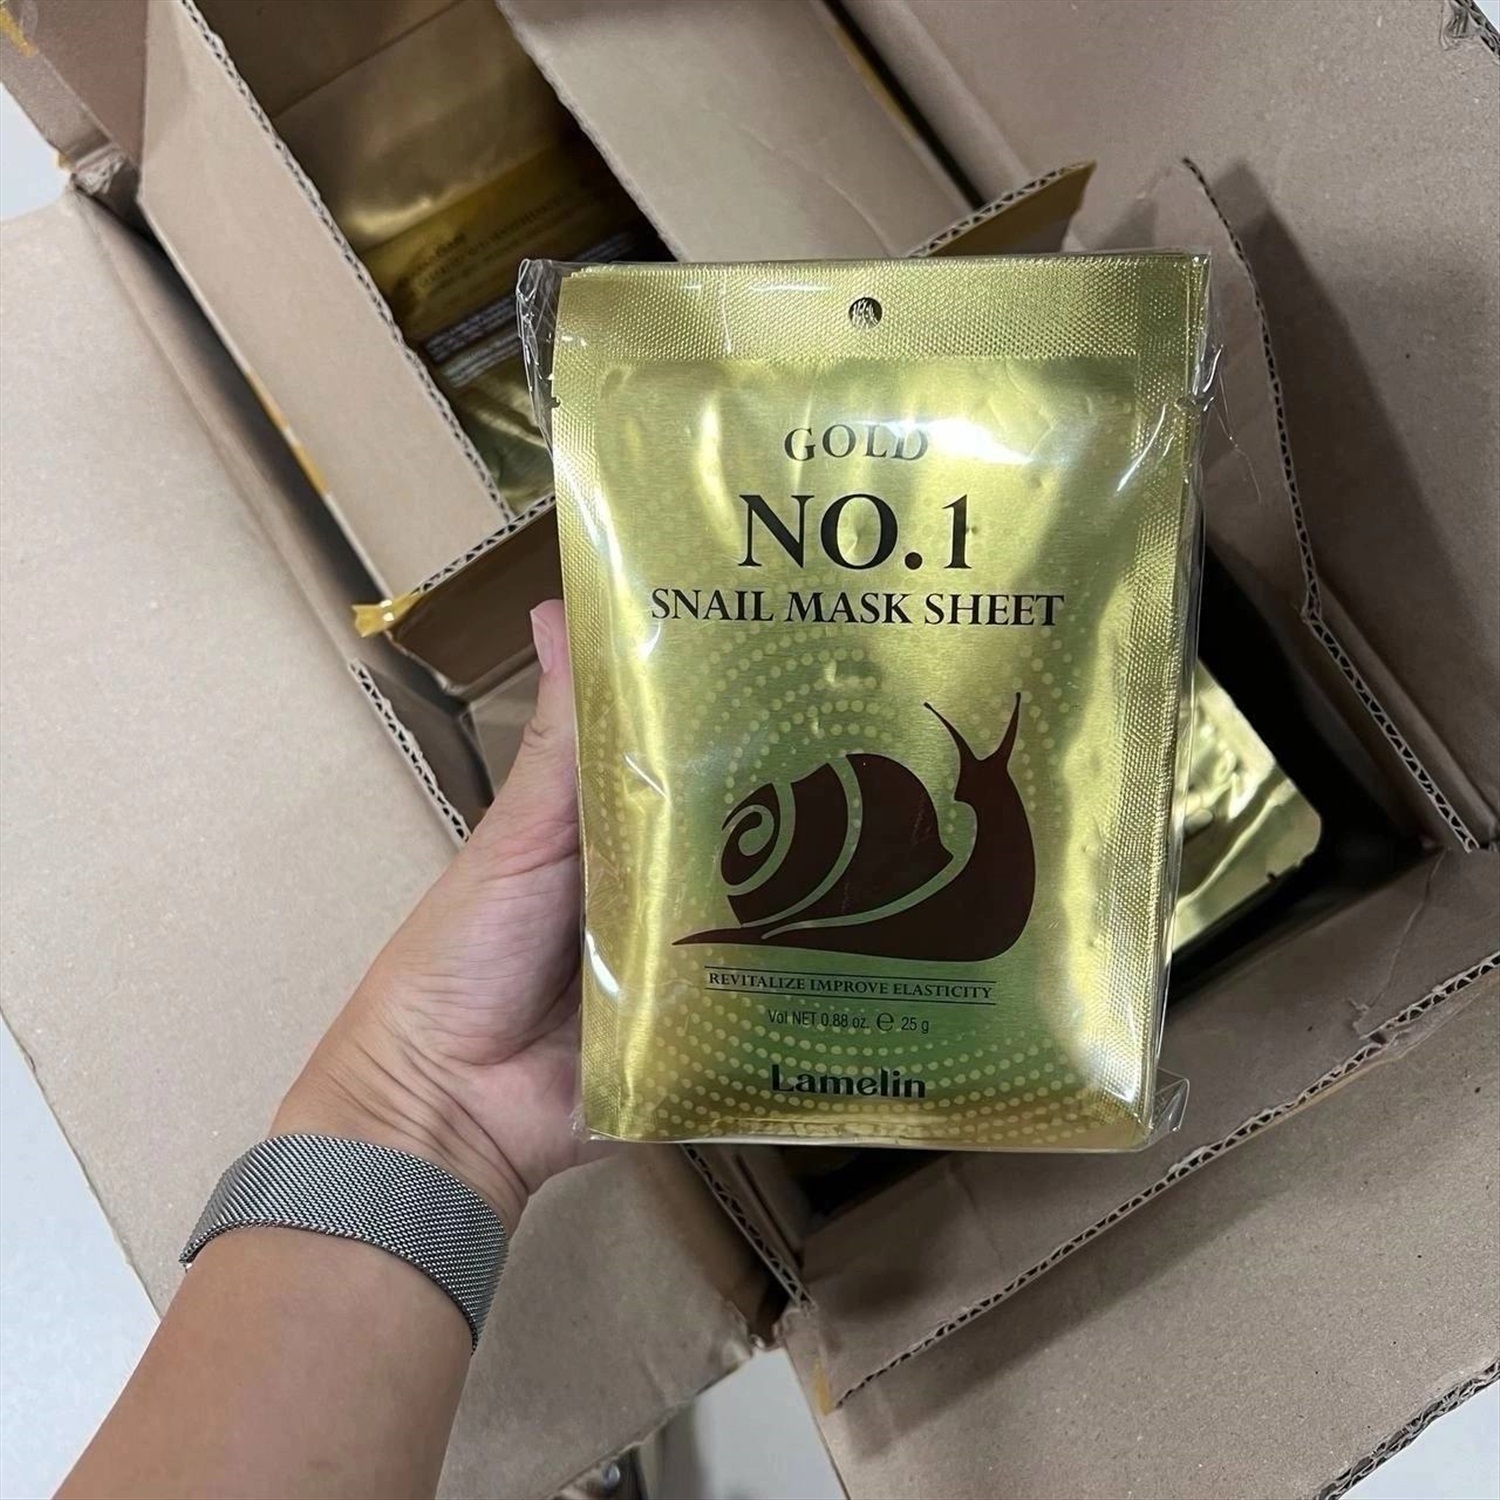 GOLD
NO.1
SNAIL MASK SHEET
REVITALIZE IMPROVE ELASTICITY
Vol NET 0.88 oz. ℮ 25 g
Lamelin